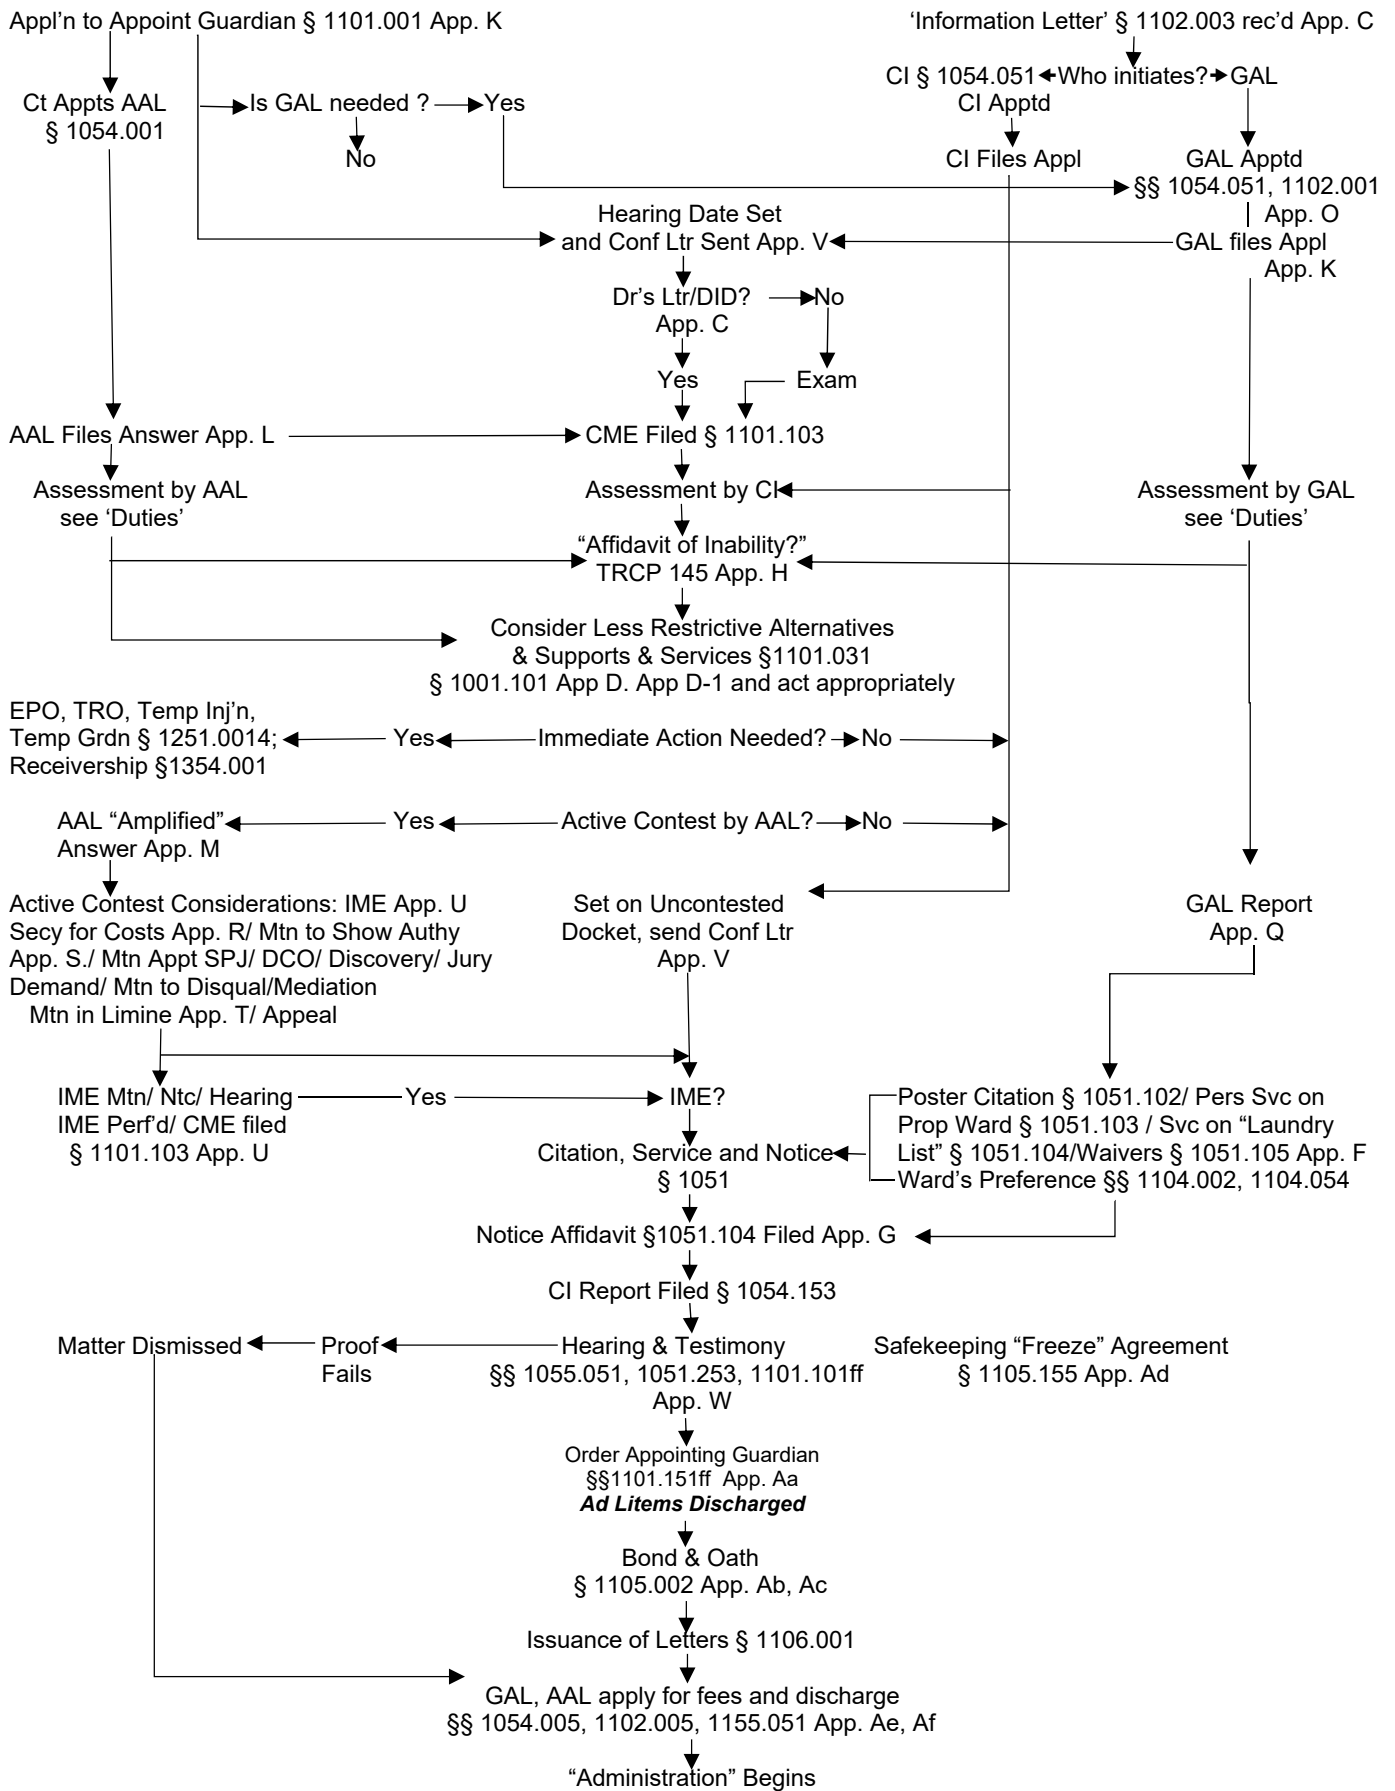 Appl'n to Appoint Guardian § 1101.001 App. K
‘Information Letter’ § 1102.003 rec’d App. C
CI § 1054.051
Who initiates?
GAL
CI Apptd
Ct Appts AAL
§ 1054.001
Is GAL needed ?
Yes
No
CI Files Appl
GAL Apptd
§§ 1054.051, 1102.001
App. O
GAL files Appl
App. K
Hearing Date Set
and Conf Ltr Sent App. V
Dr’s Ltr/DID?
App. C
No
Yes
Exam
AAL Files Answer App. L
CME Filed § 1101.103
Assessment by AAL
see ‘Duties’
Assessment by CI
Assessment by GAL
see ‘Duties’
“Affidavit of Inability?”
TRCP 145 App. H
Consider Less Restrictive Alternatives
& Supports & Services §1101.031
§ 1001.101 App D. App D-1 and act appropriately
EPO, TRO, Temp Inj’n,
Temp Grdn § 1251.0014;
Receivership §1354.001
Yes
Immediate Action Needed?
No
AAL “Amplified”
Answer App. M
Yes
Active Contest by AAL?
No
Active Contest Considerations: IME App. U
Secy for Costs App. R/ Mtn to Show Authy
App. S./ Mtn Appt SPJ/ DCO/ Discovery/ Jury
Demand/ Mtn to Disqual/Mediation
Mtn in Limine App. T/ Appeal
Set on Uncontested
Docket, send Conf Ltr
App. V
GAL Report
App. Q
IME Mtn/ Ntc/ Hearing
IME Perf’d/ CME filed
§ 1101.103 App. U
Yes
IME?
Poster Citation § 1051.102/ Pers Svc on
Prop Ward § 1051.103 / Svc on “Laundry
List” § 1051.104/Waivers § 1051.105 App. F
Ward’s Preference §§ 1104.002, 1104.054
Citation, Service and Notice
§ 1051
Notice Affidavit §1051.104 Filed App. G
CI Report Filed § 1054.153
Matter Dismissed
Proof
Fails
Hearing & Testimony
§§ 1055.051, 1051.253, 1101.101ff
App. W
Safekeeping “Freeze” Agreement
§ 1105.155 App. Ad
Order Appointing Guardian
§§1101.151ff App. Aa
Ad Litems Discharged
Bond & Oath
§ 1105.002 App. Ab, Ac
Issuance of Letters § 1106.001
GAL, AAL apply for fees and discharge
§§ 1054.005, 1102.005, 1155.051 App. Ae, Af
“Administration” Begins